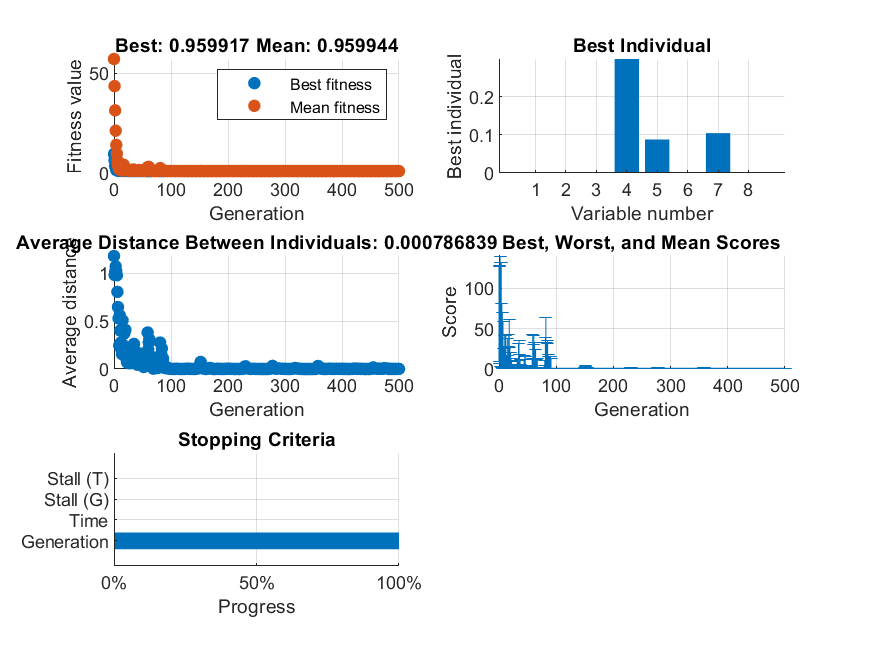 Best: 0.959917 Mean: 0.959944
Fitness value
50
0
0 100 200 300 400 500
Generation
Best fitness
Mean fitness
Best Individual
Best individual
0.2
0.1
0
1 2 3 4 5 6 7 8
Variable number
Average Distance Between Individuals: 0.000786839
Average distance
1
0.5
0
0 100 200 300 400 500
Generation
Best, Worst, and Mean Scores
Score
100
50
0
0 100 200 300 400 500
Generation
Stopping Criteria
Stall (T)
Stall (G)
Time
Generation
0% 50% 100%
Progress